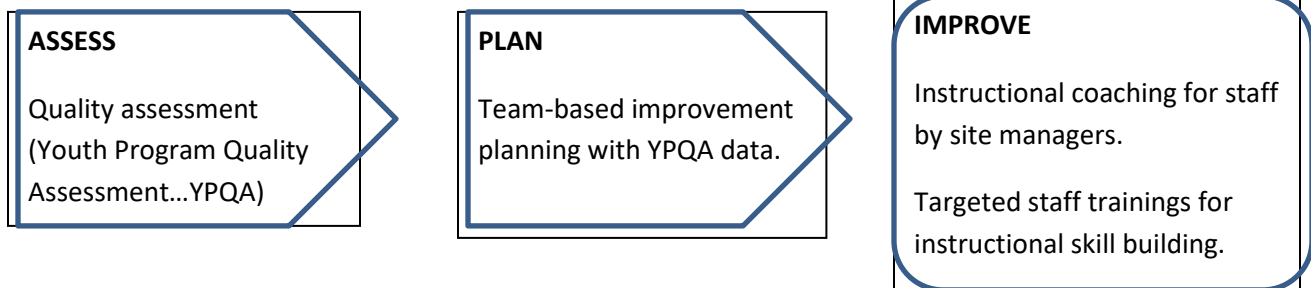 ASSESS
Quality assessment
(Youth Program Quality
Assessment…YPQA)
PLAN
Team-based improvement
planning with YPQA data.
IMPROVE
Instructional coaching for staff
by site managers.
Targeted staff trainings for
instructional skill building.